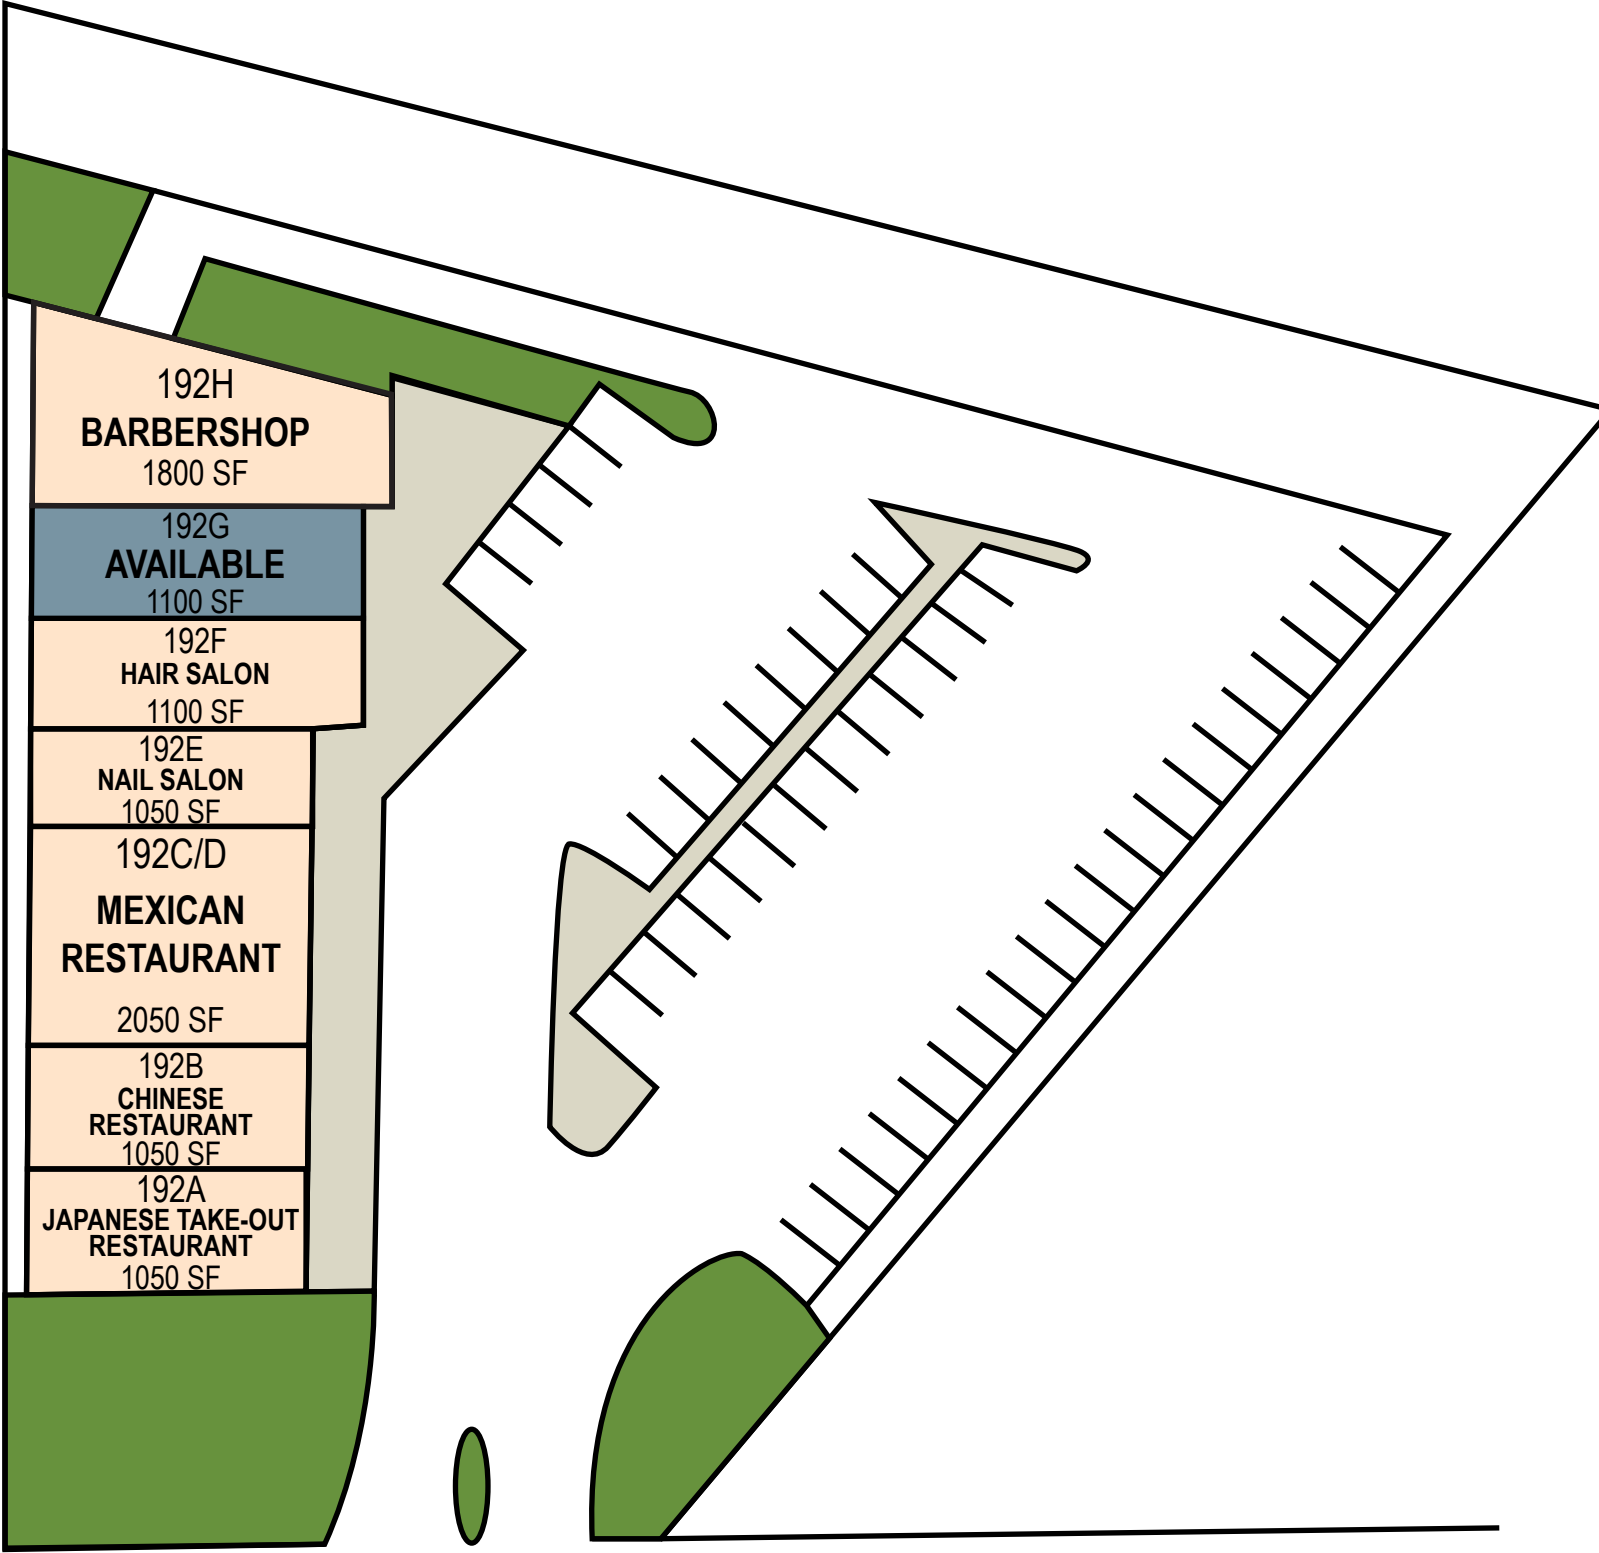 192H
BARBERSHOP
1800 SF
192G
AVAILABLE
1100 SF
192F
HAIR SALON
1100 SF
192E
NAIL SALON
1050 SF
192C/D
MEXICAN
RESTAURANT
2050 SF
192B
CHINESE
RESTAURANT
1050 SF
192A
JAPANESE TAKE-OUT
RESTAURANT
1050 SF